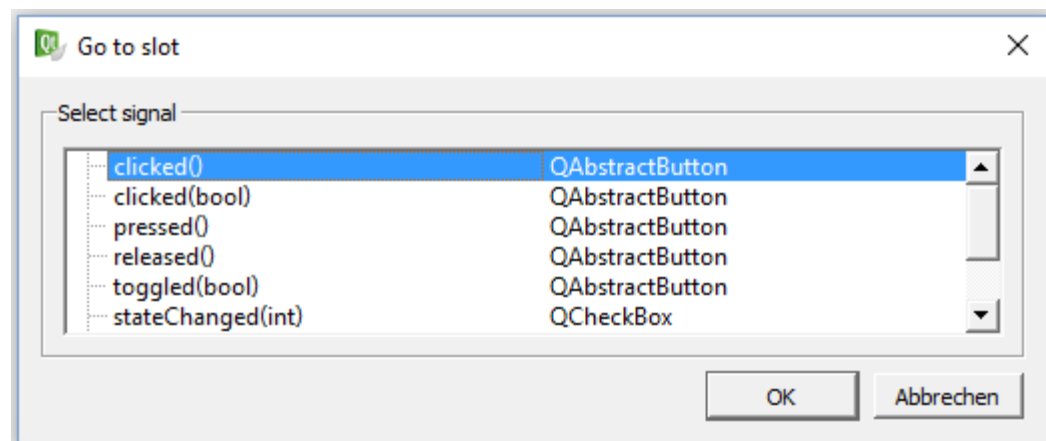 Qt Go to slot
Select signal
clicked() QAbstractButton
clicked(bool) QAbstractButton
pressed() QAbstractButton
released() QAbstractButton
toggled(bool) QAbstractButton
stateChanged(int) QCheckBox
OK Abbrechen